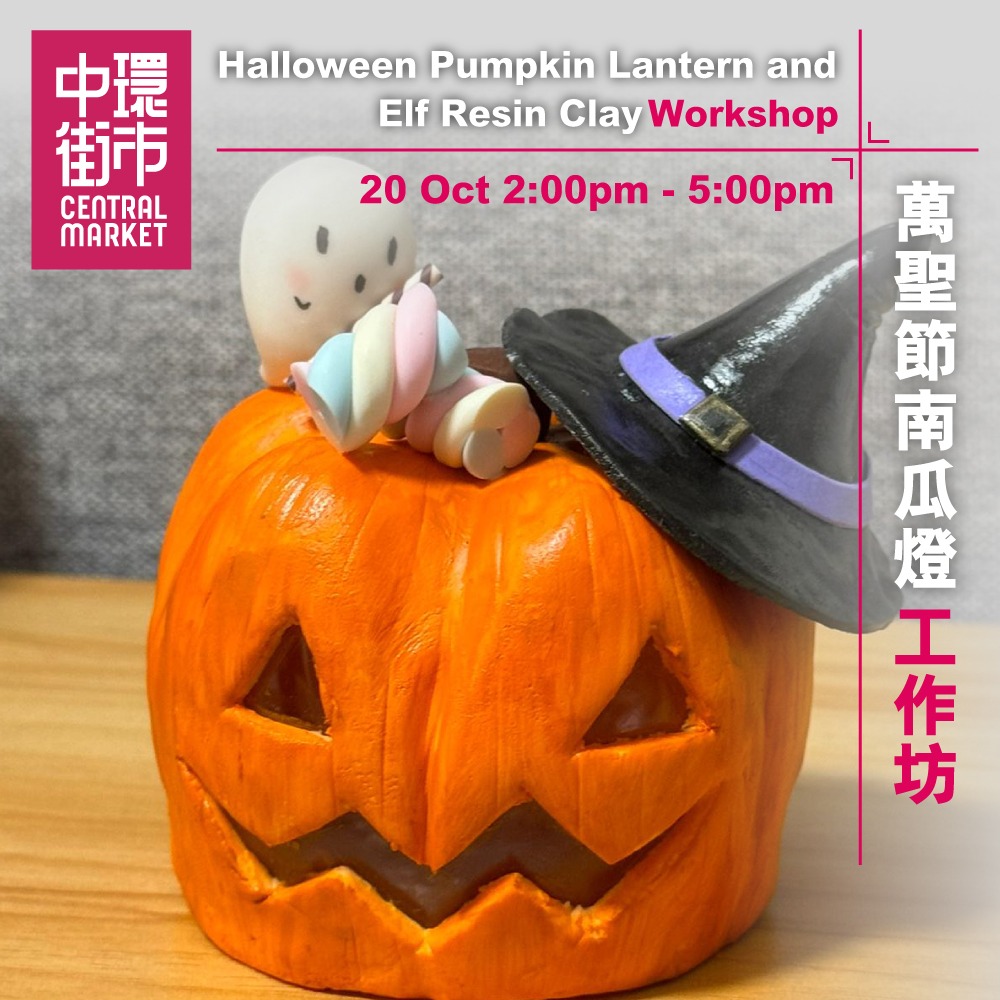 中環
街市
CENTRAL
MARKET
Halloween Pumpkin Lantern and
Elf Resin Clay Workshop
20 Oct 2:00pm - 5:00pm
萬聖節南瓜燈工作坊